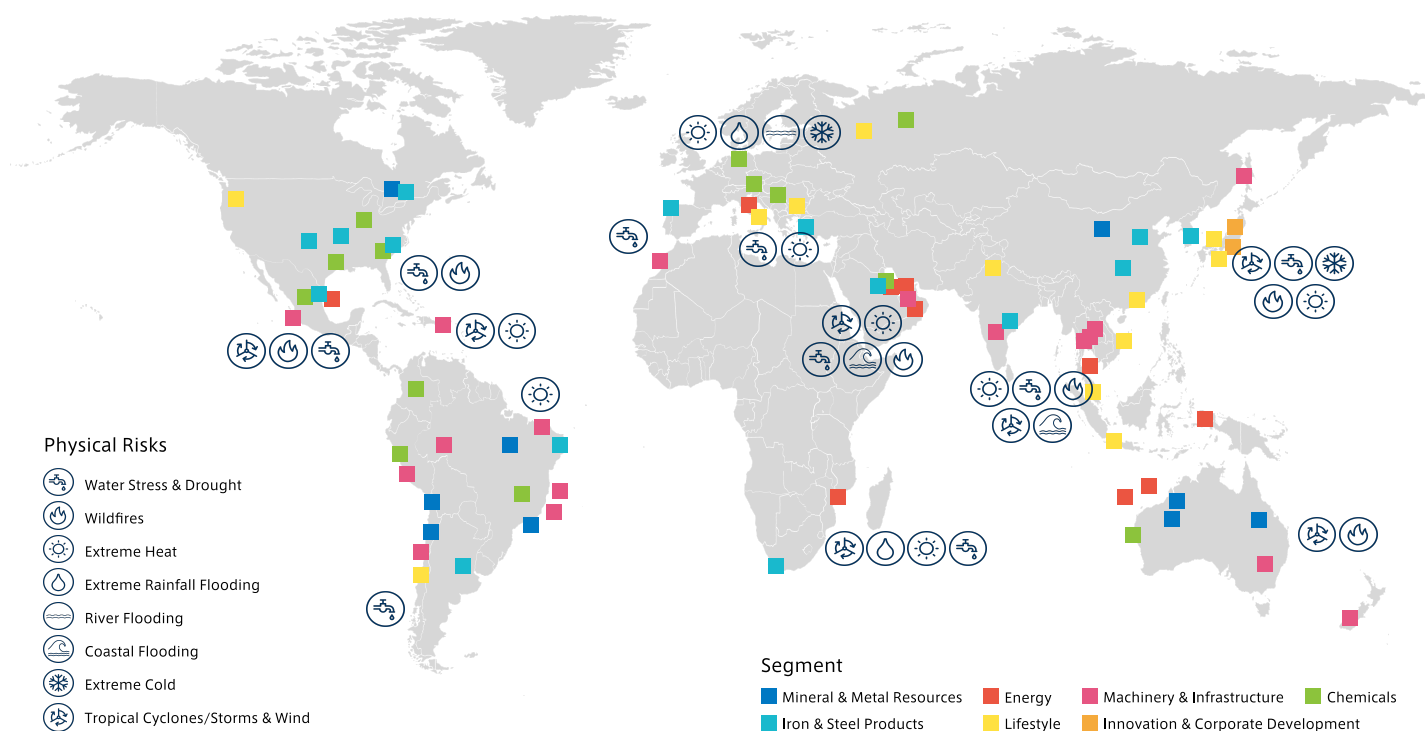 Physical Risks
Water Stress & Drought
Wildfires
Extreme Heat
Extreme Rainfall Flooding
River Flooding
Coastal Flooding
Extreme Cold
Tropical Cyclones/Storms & Wind
Segment
Mineral & Metal Resources Energy Machinery & Infrastructure Chemicals
Iron & Steel Products Lifestyle Innovation & Corporate Development